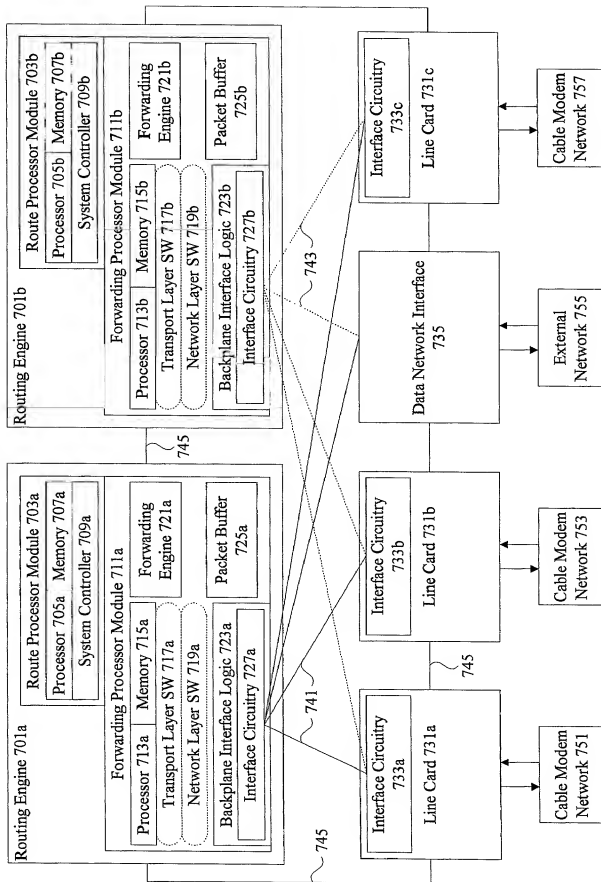 Routing Engine 701a
Route Processor Module 703a
Processor 705a Memory 707a
System Controller 709a
Forwarding Processor Module 711a
Processor 713a Memory 715a
Transport Layer SW 717a
Network Layer SW 719a
Forwarding
Engine 721a
Backplane Interface Logic 723a
Interface Circuitry 727a
Packet Buffer
725a
745
Routing Engine 701b
Route Processor Module 703b
Processor 705b Memory 707b
System Controller 709b
Forwarding Processor Module 711b
Processor 713b Memory 715b
Transport Layer SW 717b
Network Layer SW 719b
Forwarding
Engine 721b
Backplane Interface Logic 723b
Interface Circuitry 727b
Packet Buffer
725b
745
741
743
Interface Circuitry
733a
Line Card 731a
745
Interface Circuitry
733b
Line Card 731b
Data Network Interface
735
Interface Circuitry
733c
Line Card 731c
Cable Modem
Network 751
Cable Modem
Network 753
External
Network 755
Cable Modem
Network 757